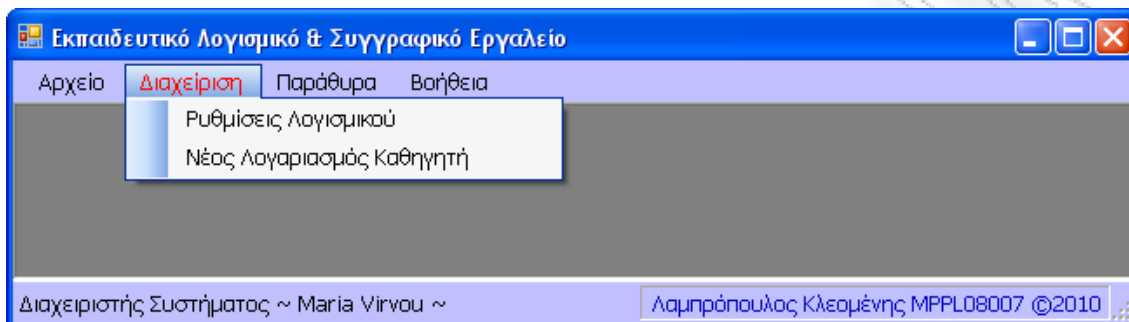 Εκπαιδευτικό Λογισμικό & Συγγραφικό Εργαλείο
Αρχείο Διαχείριση Παράθυρα Βοήθεια
Ρυθμίσεις Λογισμικού
Νέος Λογαριασμός Καθηγητή
Διαχειριστής Συστήματος ~ Maria Virvou ~ Λαμπρόπουλος Κλεομένης MPPL08007 ©2010